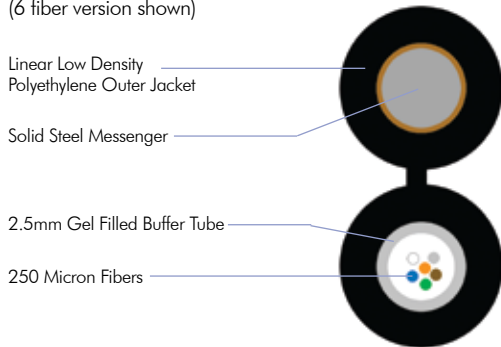 (6 fiber version shown)
Linear Low Density
Polyethylene Outer Jacket
Solid Steel Messenger
2.5mm Gel Filled Buffer Tube
250 Micron Fibers